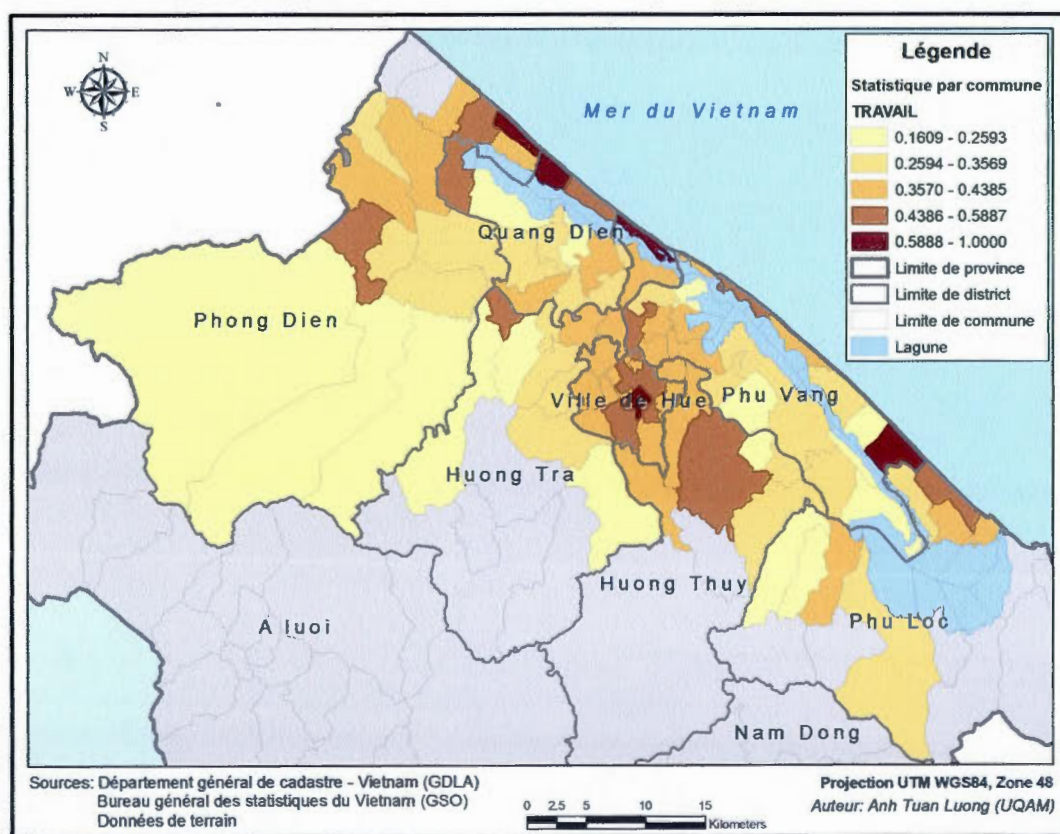 N
W
E
S
Mer du Vietnam
Légende
Statistique par commune
TRAVAIL
0.1609 - 0.2593
0.2594 - 0.3569
0.3570 - 0.4385
0.4386 - 0.5887
0.5888 - 1.0000
Limite de province
Limite de district
Limite de commune
Lagune
Quang Dien
Phong Dien
Ville de Hue
Phu Vang
Huong Tra
Huong Thuy
A luoi
Phu Loc
Nam Dong
Sources: Département général de cadastre - Vietnam (GDLA)
Bureau général des statistiques du Vietnam (GSO)
Données de terrain
0 2.5 5 10 15
Kilometers
Projection UTM WGS84, Zone 48
Auteur: Anh Tuan Luong (UQAM)